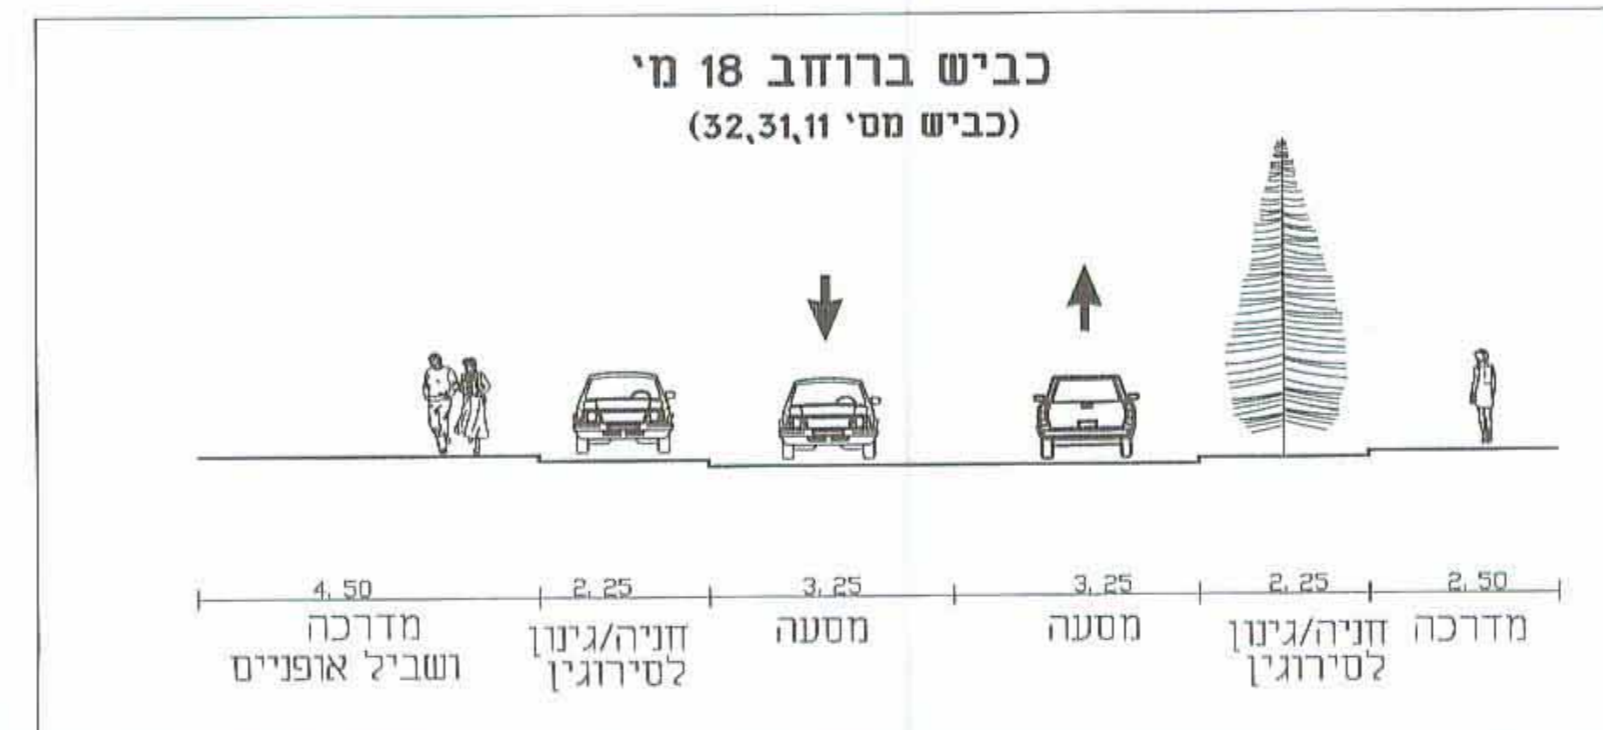 כביש ברוחב 18 מ'
(כביש מס' 32,31,11)
4,50 2,25 3,25 3,25 2,25 2,50
מדרכה חניה/גינון מסעה מסעה חניה/גינון מדרכה
לסירוגין לסירוגין ושביל אופניים